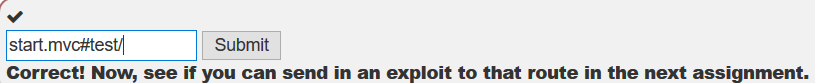 ✔
start.mvc#test/ Submit
Correct! Now, see if you can send in an exploit to that route in the next assignment.